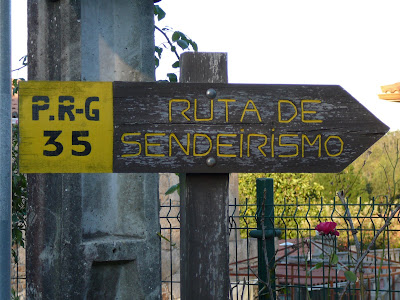 P.R-G
35
RUTA DE
SENDEIRISMO